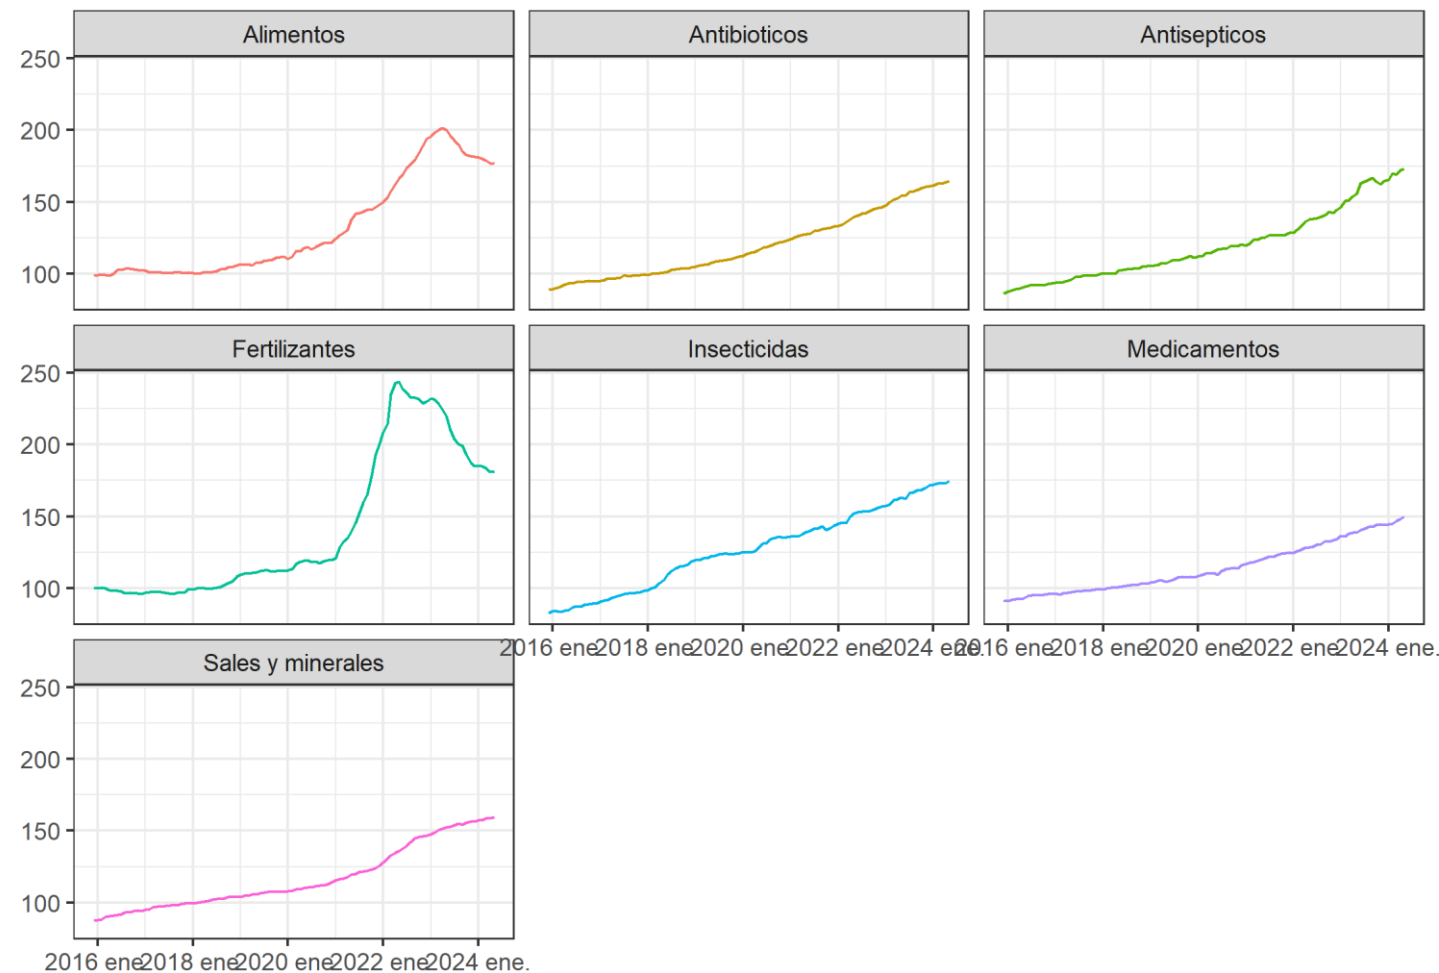 Alimentos
Antibioticos
Antisepticos
250
200
150
100
Fertilizantes
Insecticidas
Medicamentos
250
200
150
100
2016 ene. 2018 ene. 2020 ene. 2022 ene. 2024 ene.
2016 ene. 2018 ene. 2020 ene. 2022 ene. 2024 ene.
Sales y minerales
250
200
150
100
2016 ene. 2018 ene. 2020 ene. 2022 ene. 2024 ene.